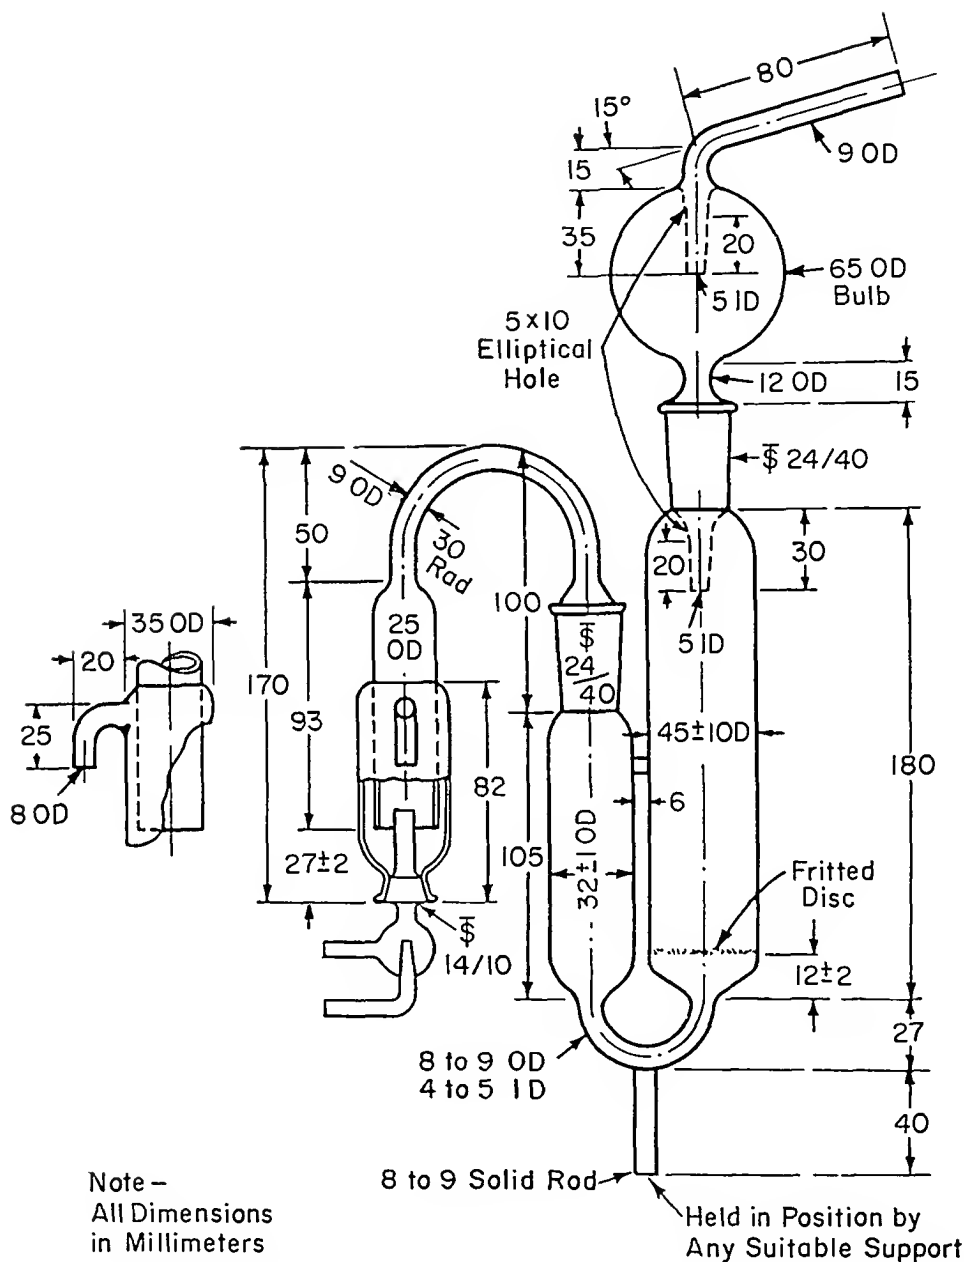 80
15°
15
9 OD
35
20
65 OD
Bulb
5 ID
5×10
Elliptical
Hole
12 OD
15
24/40
9 OD
50
30
Rad
20
30
100
5 ID
35 OD
20
25
OD
24/40
170
93
25
45±1 OD
180
8 OD
82
6
32±1 OD
105
27±2
Fritted
Disc
14/10
12±2
27
8 to 9 OD
4 to 5 ID
40
8 to 9 Solid Rod
Note –
All Dimensions
in Millimeters
Held in Position by
Any Suitable Support